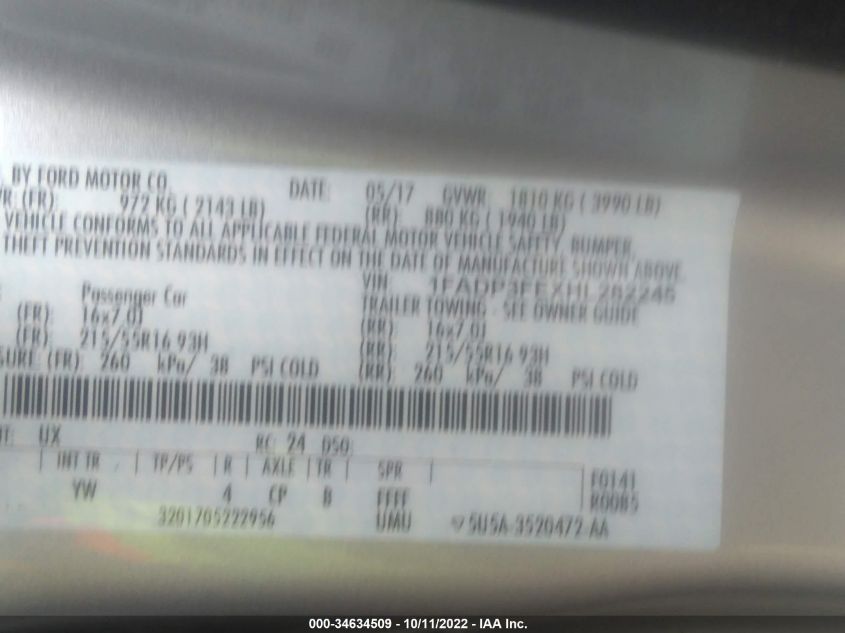 BY FORD MOTOR CO. DATE: 05/17 GVWR: 1810 KG ( 3990 LB)
(FR): 972 KG ( 2143 LB) (RR): 880 KG ( 1940 LB)
VEHICLE CONFORMS TO ALL APPLICABLE FEDERAL MOTOR VEHICLE SAFETY, BUMPER,
THEFT PREVENTION STANDARDS IN EFFECT ON THE DATE OF MANUFACTURE SHOWN ABOVE.
VIN: 1FADP3FEXHL282245
Passenger Car TRAILER TOWING - SEE OWNER GUIDE
(FR): 16x7.0J (RR): 16x7.0J
(FR): 215/55R16 93H (RR): 215/55R16 93H
SURE (FR): 260 kPa/ 38 PSI COLD (RR): 260 kPa/ 38 PSI COLD
UX RC: 24 DSO:
INT TR | TP/PS | R | AXLE | TR | SPR | F0141
YW 4 CP B FFFF R0085
3201705222956 UMU 5U5A-3520472-AA
000-34634509 - 10/11/2022 - IAA Inc.